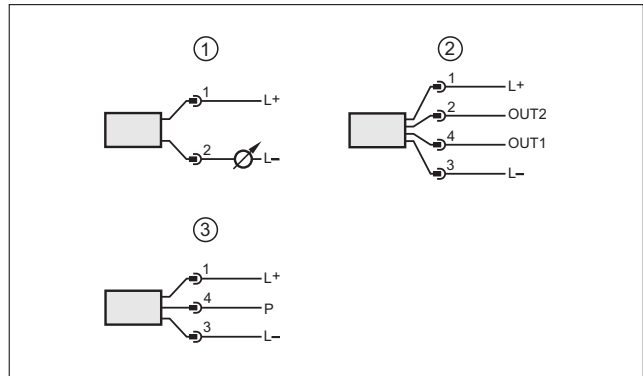 ①
1 L+
2 L–
②
1 L+
2 OUT2
4 OUT1
3 L–
③
1 L+
4 P
3 L–